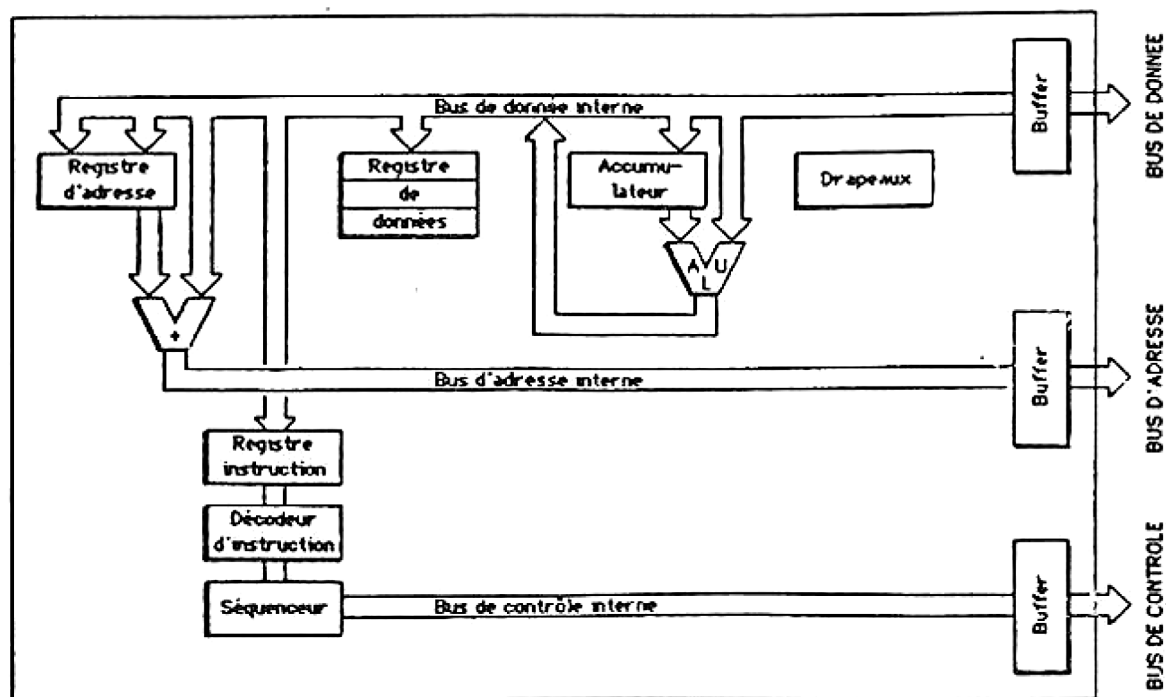 Bus de donnée interne
Buffer
BUS DE DONNEE
Registre
d'adresse
Registre
de
données
Accumu-
lateur
Drapeaux
A U
L
+
Bus d'adresse interne
Buffer
BUS D'ADRESSE
Registre
instruction
Décodeur
d'instruction
Séquenceur
Bus de contrôle interne
Buffer
BUS DE CONTROLE